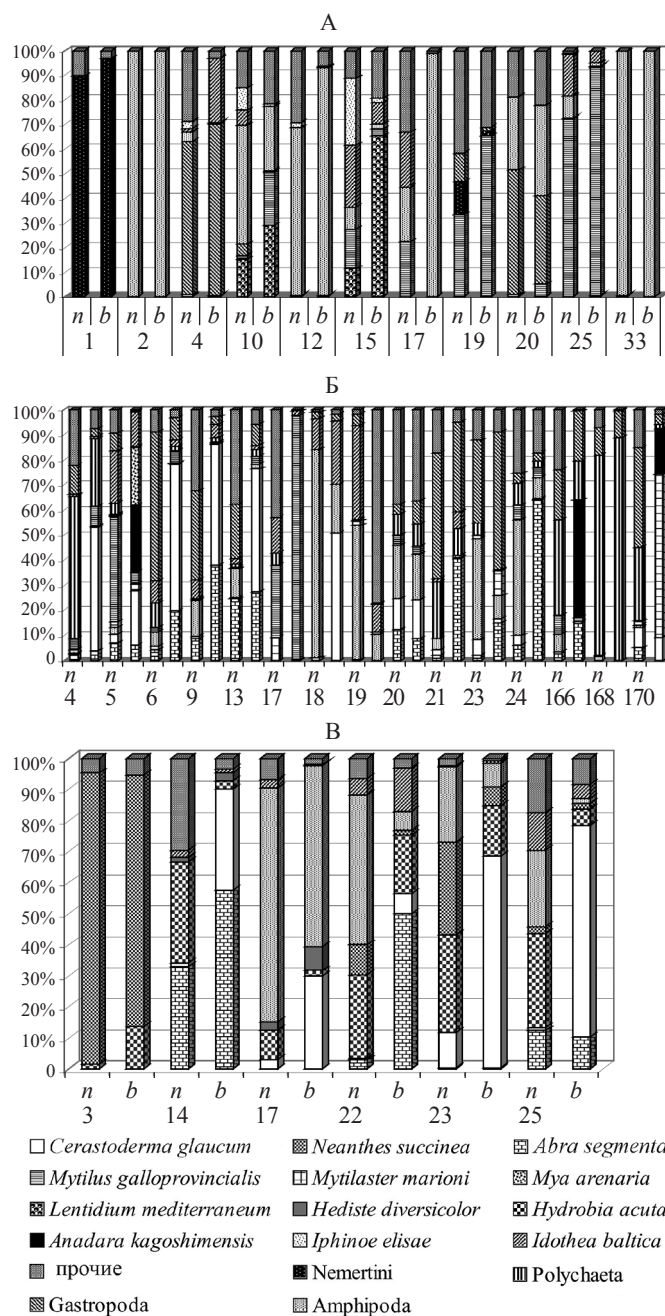 А
100%
90%
80%
70%
60%
50%
40%
30%
20%
10%
0
n b n b n b n b n b n b n b n b n b n b n b
1 2 4 10 12 15 17 19 20 25 33
Б
100%
90%
80%
70%
60%
50%
40%
30%
20%
10%
0
n n n n n n n n n n n n n n n
4 5 6 9 13 17 18 19 20 21 23 24 166 168 170
В
100%
90%
80%
70%
60%
50%
40%
30%
20%
10%
0
n b n b n b n b n b n b
3 14 17 22 23 25
Cerastoderma glaucum Neanthes succinea Abra segmenta
Mytilus galloprovincialis Mytilaster marioni Mya arenaria
Lentidium mediterraneum Hediste diversicolor Hydrobia acuta
Anadara kagoshimensis Iphinoe elisae Idothea baltica
прочие Nemertini Polychaeta
Gastropoda Amphipoda